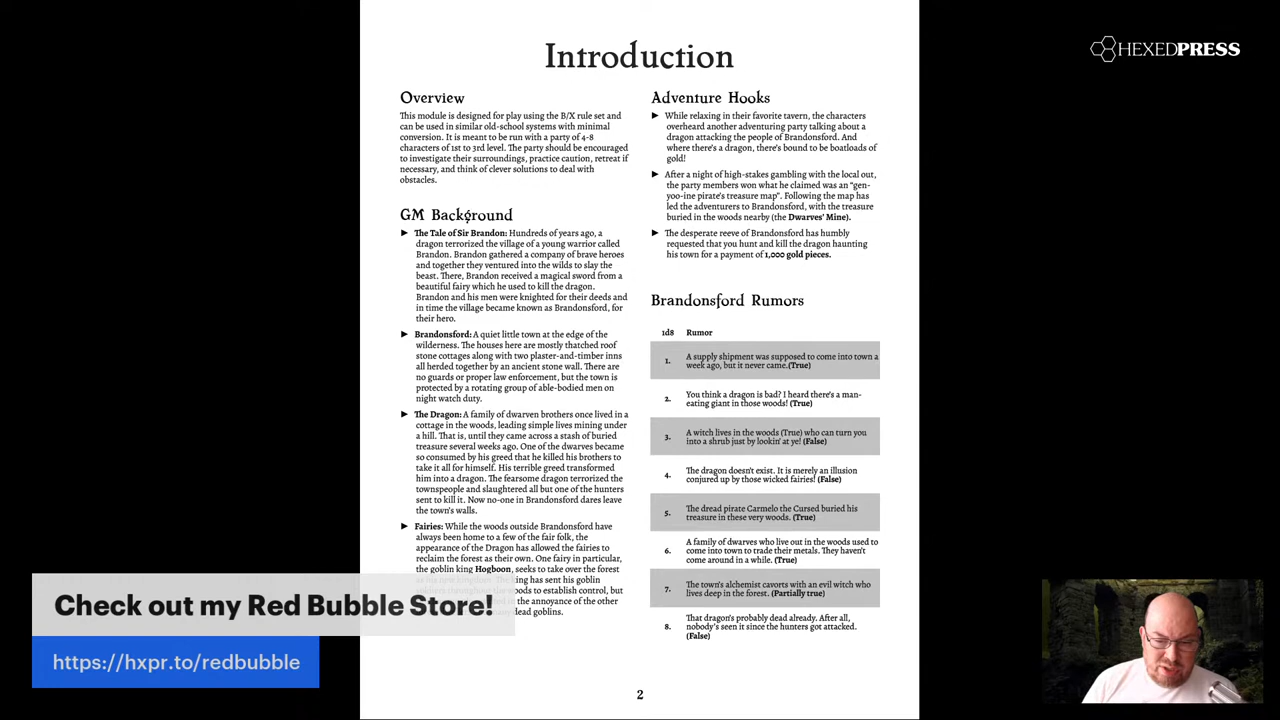 Introduction
Overview
This module is designed for play using the B/X rule set and
can be used in similar old-school systems with minimal
conversion. It is meant to be run with a party of 4-8
characters of 1st to 3rd level. The party should be encouraged
to investigate their surroundings, practice caution, retreat if
necessary, and think of clever solutions to deal with
obstacles.
GM Background
► The Tale of Sir Brandon: Hundreds of years ago, a
dragon terrorized the village of a young warrior called
Brandon. Brandon gathered a company of brave heroes
and together they ventured into the wilds to slay the
beast. There, Brandon received a magical sword from a
beautiful fairy which he used to kill the dragon.
Brandon and his men were knighted for their deeds and
in time the village became known as Brandonsford, for
their hero.
► Brandonsford: A quiet little town at the edge of the
wilderness. The houses here are mostly thatched roof
stone cottages along with two plaster-and-timber inns
all herded together by an ancient stone wall. There are
no guards or proper law enforcement, but the town is
protected by a rotating group of able-bodied men on
night watch duty.
► The Dragon: A family of dwarven brothers once lived in a
cottage in the woods, leading simple lives mining under
a hill. That is, until they came across a stash of buried
treasure several weeks ago. One of the dwarves became
so consumed by his greed that he killed his brothers to
take it all for himself. His terrible greed transformed
him into a dragon. The fearsome dragon terrorized the
townspeople and slaughtered all but one of the hunters
sent to kill it. Now no-one in Brandonsford dares leave
the town's walls.
► Fairies: While the woods outside Brandonsford have
always been home to a few of the fair folk, the
appearance of the Dragon has allowed the fairies to
reclaim the forest as their own. One fairy in particular,
the goblin king Hogboon, seeks to take over the forest
king has sent his goblin
woods to establish control, but
the annoyance of the other
dead goblins.
Adventure Hooks
► While relaxing in their favorite tavern, the characters
overheard another adventuring party talking about a
dragon attacking the people of Brandonsford. And
where there's a dragon, there's bound to be boatloads of
gold!
► After a night of high-stakes gambling with the local out,
the party members won what he claimed was an "gen-
yoo-ine pirate's treasure map". Following the map has
led the adventurers to Brandonsford, with the treasure
buried in the woods nearby (the Dwarves' Mine).
► The desperate reeve of Brandonsford has humbly
requested that you hunt and kill the dragon haunting
his town for a payment of 1,000 gold pieces.
Brandonsford Rumors
1d8 Rumor
1. A supply shipment was supposed to come into town a
week ago, but it never came.(True)
2. You think a dragon is bad? I heard there's a man-
eating giant in those woods! (True)
3. A witch lives in the woods (True) who can turn you
into a shrub just by lookin' at ye! (False)
4. The dragon doesn't exist. It is merely an illusion
conjured up by those wicked fairies! (False)
5. The dread pirate Carmelo the Cursed buried his
treasure in these very woods. (True)
6. A family of dwarves who live out in the woods used to
come into town to trade their metals. They haven't
come around in a while. (True)
7. The town's alchemist cavorts with an evil witch who
lives deep in the forest. (Partially true)
8. That dragon's probably dead already. After all,
nobody's seen it since the hunters got attacked.
(False)
2
HEXEDPRESS
Check out my Red Bubble Store!
https://hxpr.to/redbubble